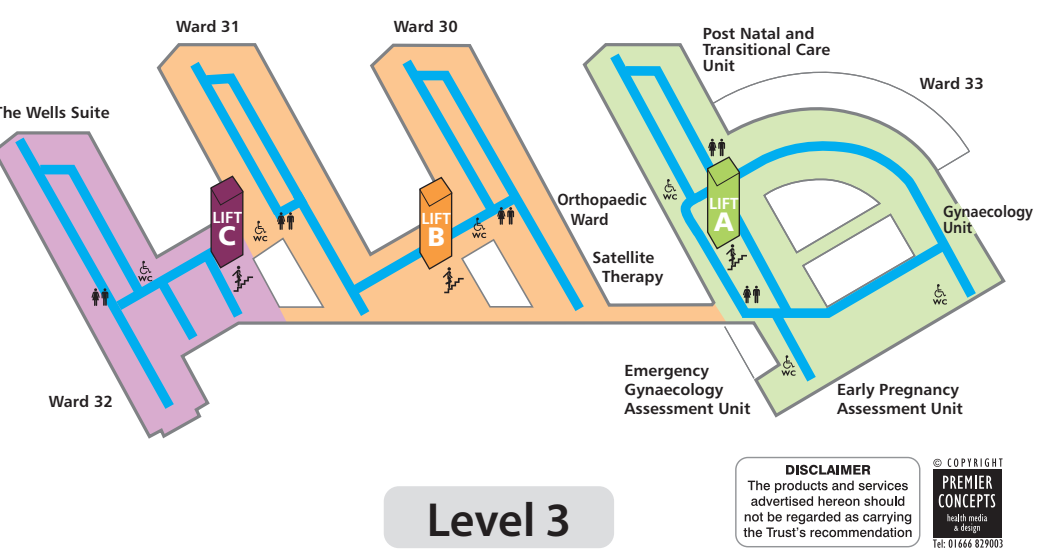 Ward 31
Ward 30
Post Natal and
Transitional Care
Unit
Ward 33
The Wells Suite
Orthopaedic
Ward
Gynaecology
Unit
LIFT
C
LIFT
B
LIFT
A
WC
WC
WC
WC
WC
WC
Satellite
Therapy
Emergency
Gynaecology
Assessment Unit
Early Pregnancy
Assessment Unit
Ward 32
Level 3
DISCLAIMER
The products and services
advertised hereon should
not be regarded as carrying
the Trust's recommendation
© COPYRIGHT
PREMIER
CONCEPTS
health media
& design
Tel: 01666 829003